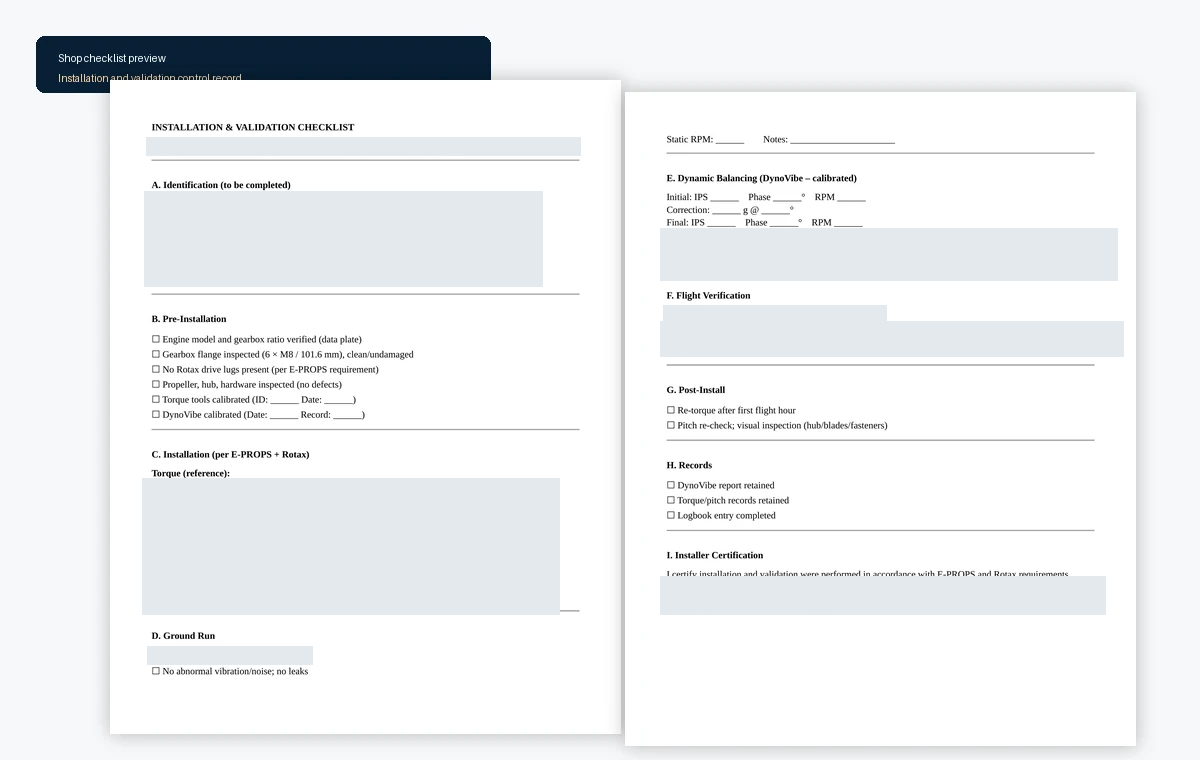 Shop checklist preview
Installation and validation control record
INSTALLATION & VALIDATION CHECKLIST
A. Identification (to be completed)
B. Pre-Installation
☐ Engine model and gearbox ratio verified (data plate)
☐ Gearbox flange inspected (6 × M8 / 101.6 mm), clean/undamaged
☐ No Rotax drive lugs present (per E-PROPS requirement)
☐ Propeller, hub, hardware inspected (no defects)
☐ Torque tools calibrated (ID: ______ Date: ______)
☐ DynoVibe calibrated (Date: ______ Record: ______)
C. Installation (per E-PROPS + Rotax)
Torque (reference):
D. Ground Run
☐ No abnormal vibration/noise; no leaks
Static RPM: ______ Notes: ______________________
E. Dynamic Balancing (DynoVibe – calibrated)
Initial: IPS ______ Phase ______° RPM ______
Correction: ______ g @ ______°
Final: IPS ______ Phase ______° RPM ______
F. Flight Verification
G. Post-Install
☐ Re-torque after first flight hour
☐ Pitch re-check; visual inspection (hub/blades/fasteners)
H. Records
☐ DynoVibe report retained
☐ Torque/pitch records retained
☐ Logbook entry completed
I. Installer Certification
I certify installation and validation were performed in accordance with E-PROPS and Rotax requirements.